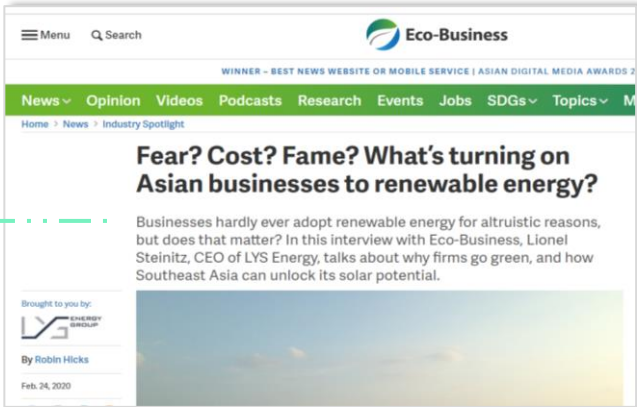 Menu Search Eco-Business
WINNER – BEST NEWS WEBSITE OR MOBILE SERVICE | ASIAN DIGITAL MEDIA AWARDS 2
News Opinion Videos Podcasts Research Events Jobs SDGs Topics M
Home > News > Industry Spotlight
Fear? Cost? Fame? What's turning on
Asian businesses to renewable energy?
Businesses hardly ever adopt renewable energy for altruistic reasons,
but does that matter? In this interview with Eco-Business, Lionel
Steinitz, CEO of LYS Energy, talks about why firms go green, and how
Southeast Asia can unlock its solar potential.
Brought to you by:
LYS ENERGY
GROUP
By Robin Hicks
Feb. 24, 2020